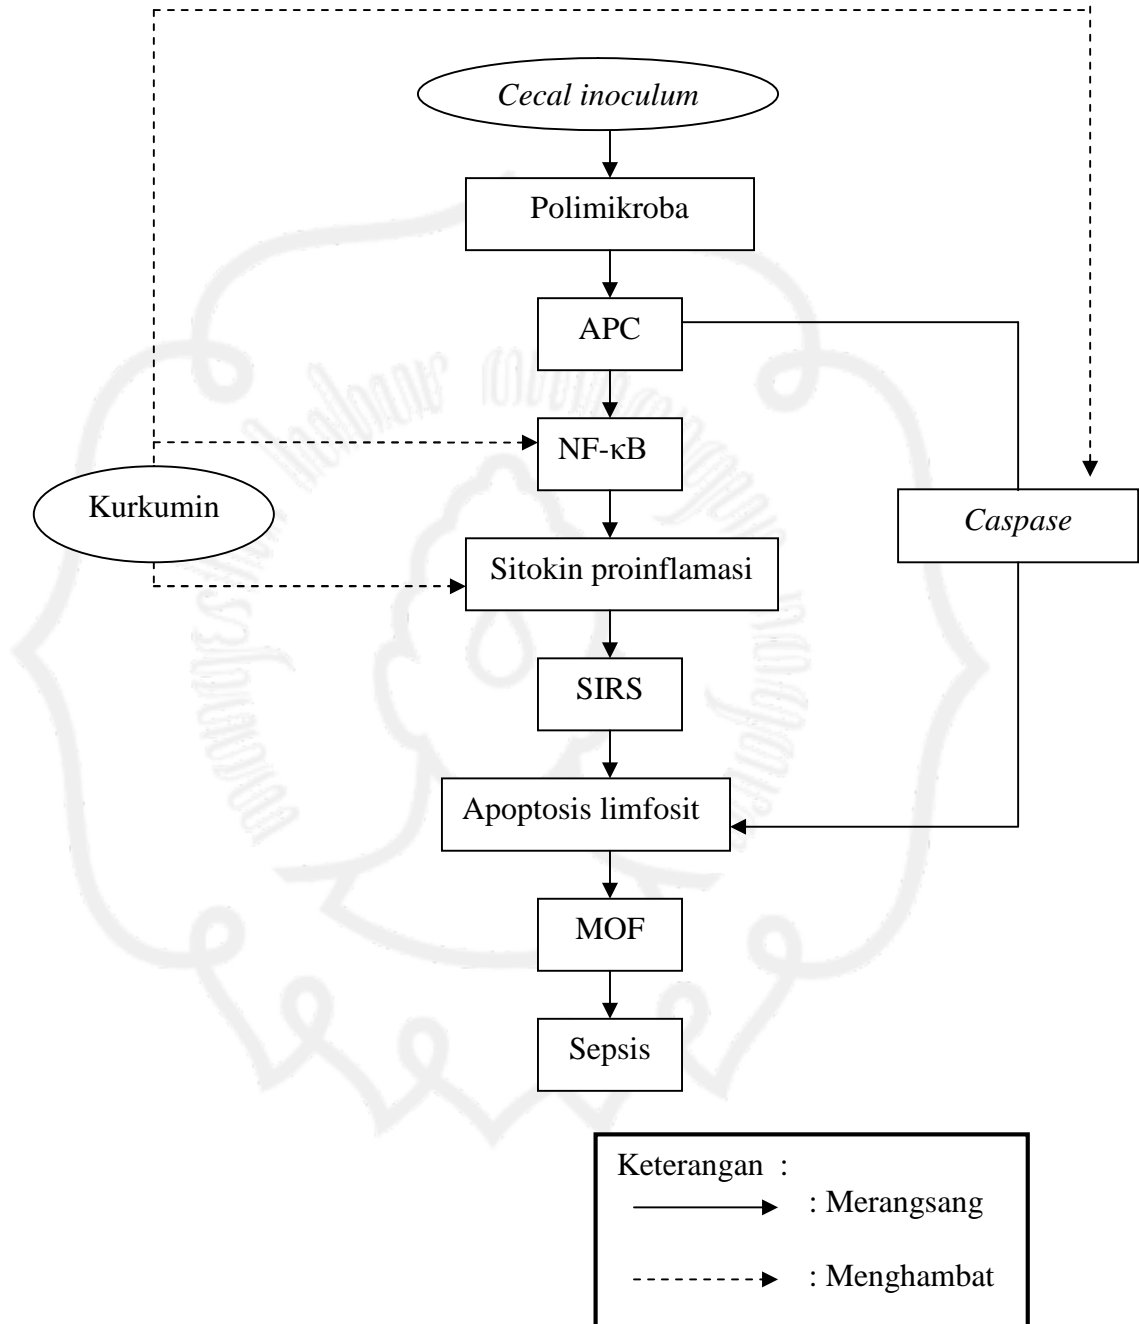 Cecal inoculum
Polimikroba
APC
NF-κB
Kurkumin
Caspase
Sitokin proinflamasi
SIRS
Apoptosis limfosit
MOF
Sepsis
Keterangan :
: Merangsang
: Menghambat